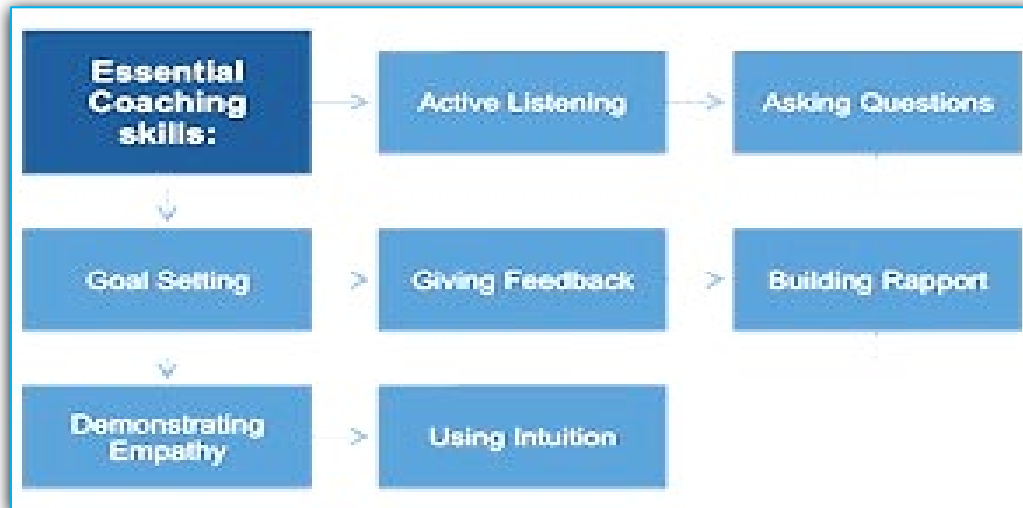 Essential
Coaching
skills:
Active Listening
Asking Questions
Goal Setting
Giving Feedback
Building Rapport
Demonstrating
Empathy
Using Intuition